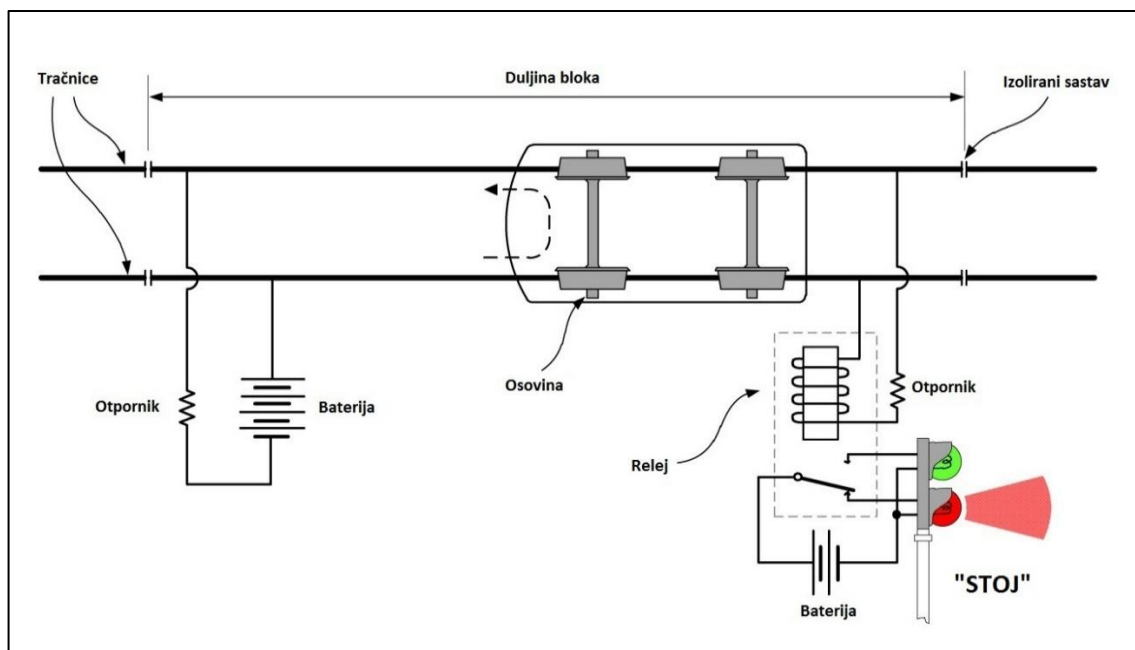 Duljina bloka
Tračnice
Izolirani sastav
Osovina
Otpornik
Baterija
Otpornik
Relej
"STOJ"
Baterija